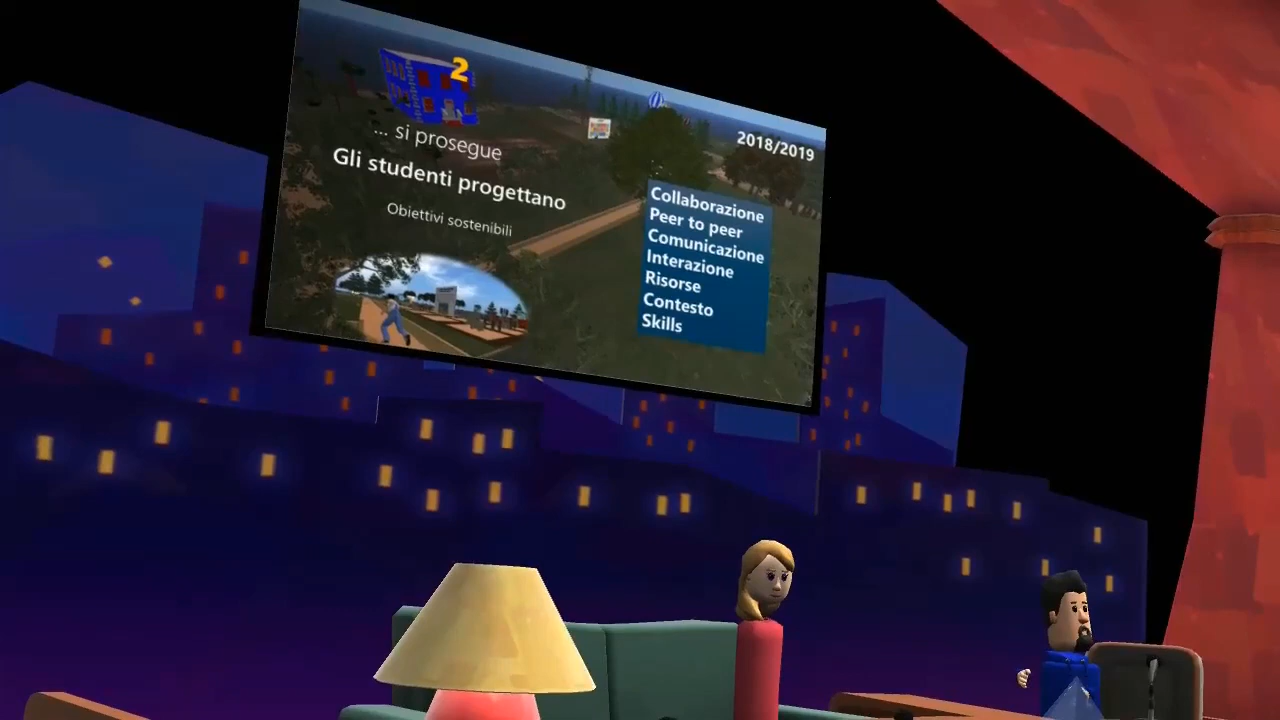 2
... si prosegue
Gli studenti progettano
Obiettivi sostenibili
2018/2019
Collaborazione
Peer to peer
Comunicazione
Interazione
Risorse
Contesto
Skills